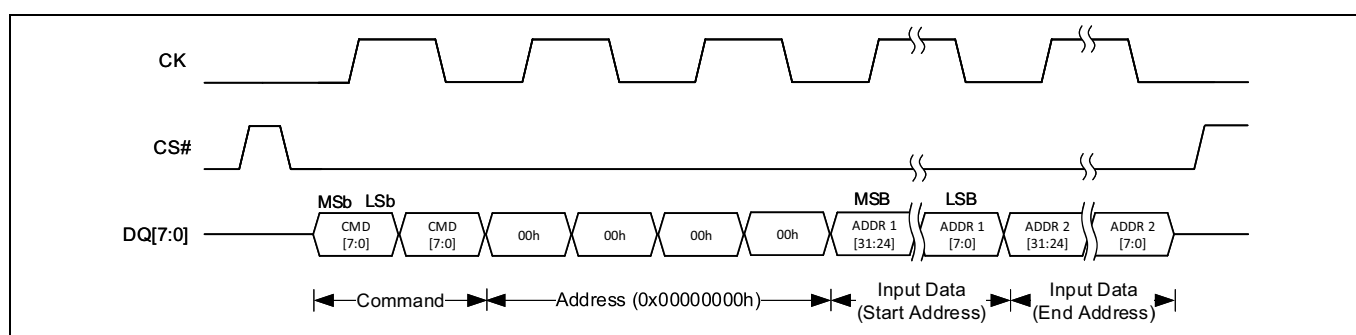 CK
CS#
MSb LSb MSB LSB
DQ[7:0]
CMD
[7:0]
CMD
[7:0]
00h
00h
00h
00h
ADDR 1
[31:24]
ADDR 1
[7:0]
ADDR 2
[31:24]
ADDR 2
[7:0]
Command
Address (0x00000000h)
Input Data
(Start Address)
Input Data
(End Address)